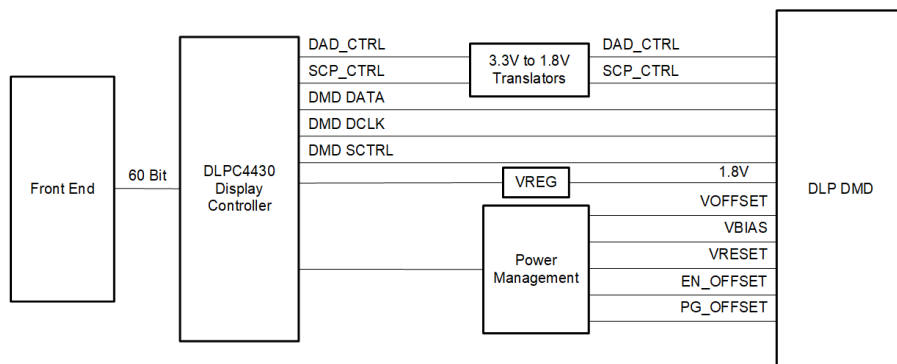 DAD_CTRL
DAD_CTRL
3.3V to 1.8V
Translators
SCP_CTRL
SCP_CTRL
DMD DATA
DMD DCLK
DMD SCTRL
60 Bit
Front End
DLPC4430
Display
Controller
VREG
1.8V
DLP DMD
VOFFSET
VBIAS
Power
Management
VRESET
EN_OFFSET
PG_OFFSET